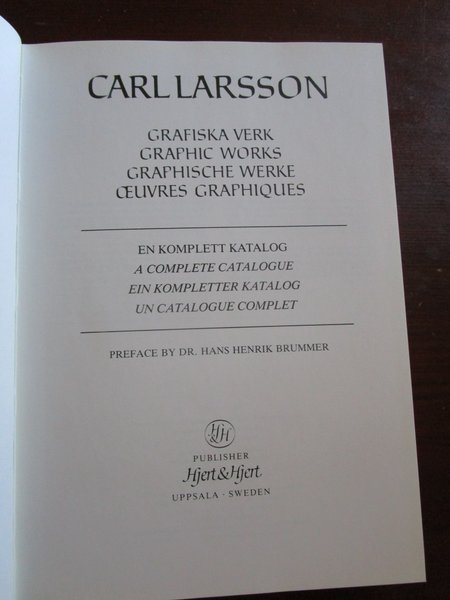 CARL LARSSON
GRAFISKA VERK
GRAPHIC WORKS
GRAPHISCHE WERKE
ŒUVRES GRAPHIQUES
EN KOMPLETT KATALOG
A COMPLETE CATALOGUE
EIN KOMPLETTER KATALOG
UN CATALOGUE COMPLET
PREFACE BY DR. HANS HENRIK BRUMMER
H&H
PUBLISHER
Hjert&Hjert
UPPSALA · SWEDEN